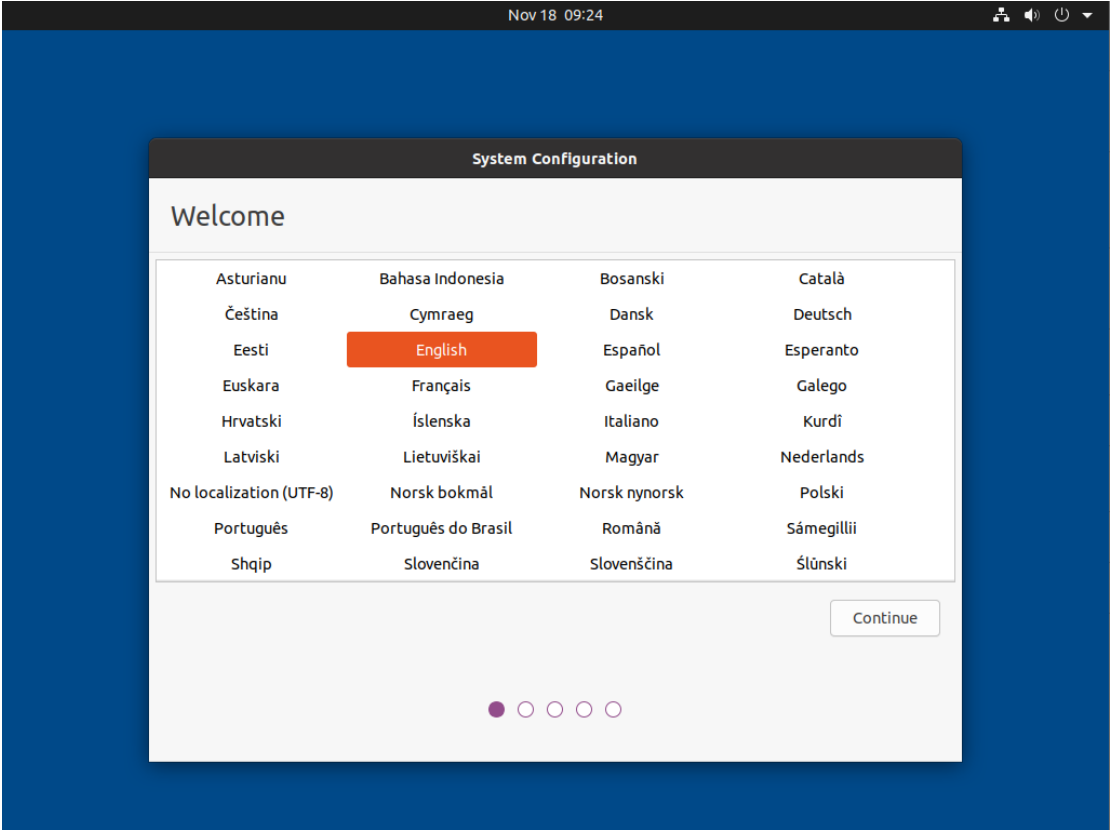 Nov 18 09:24
System Configuration
Welcome
Asturianu Bahasa Indonesia Bosanski Català
Čeština Cymraeg Dansk Deutsch
Eesti English Español Esperanto
Euskara Français Gaeilge Galego
Hrvatski Íslenska Italiano Kurdî
Latviski Lietuviškai Magyar Nederlands
No localization (UTF-8) Norsk bokmål Norsk nynorsk Polski
Português Português do Brasil Română Sámegillii
Shqip Slovenčina Slovenščina Ślůnski
Continue